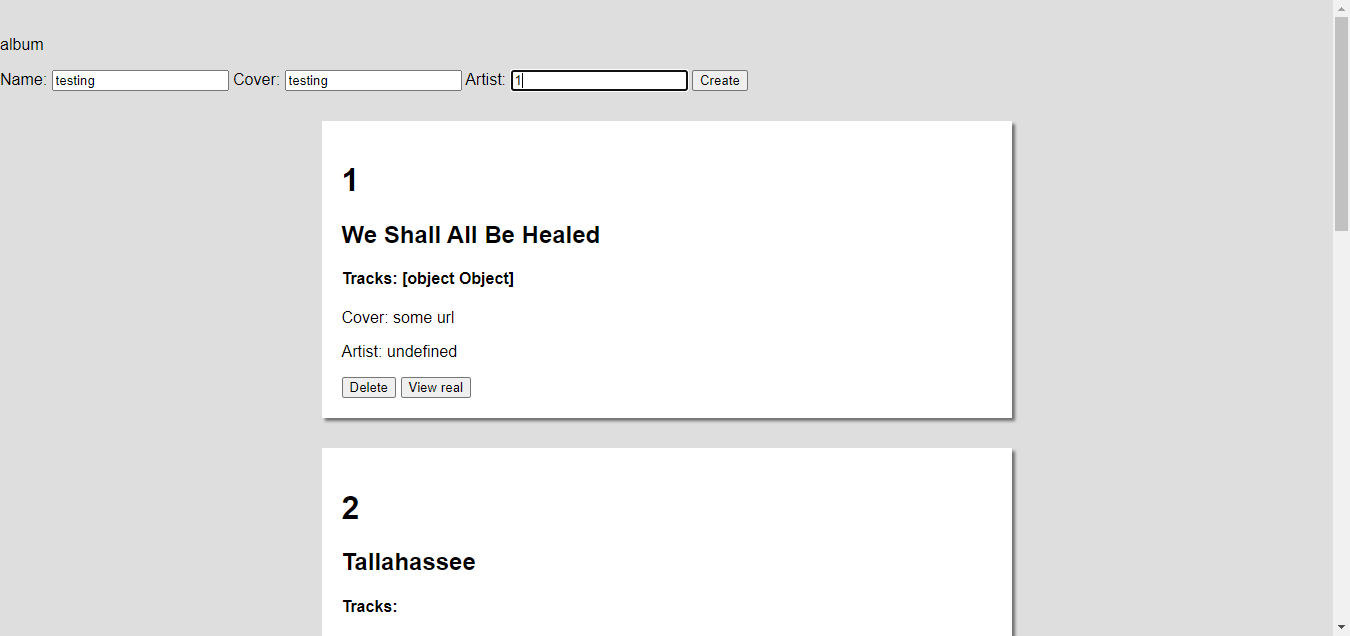 album
Name: testing Cover: testing Artist: 1 Create
1
We Shall All Be Healed
Tracks: [object Object]
Cover: some url
Artist: undefined
Delete View real
2
Tallahassee
Tracks: